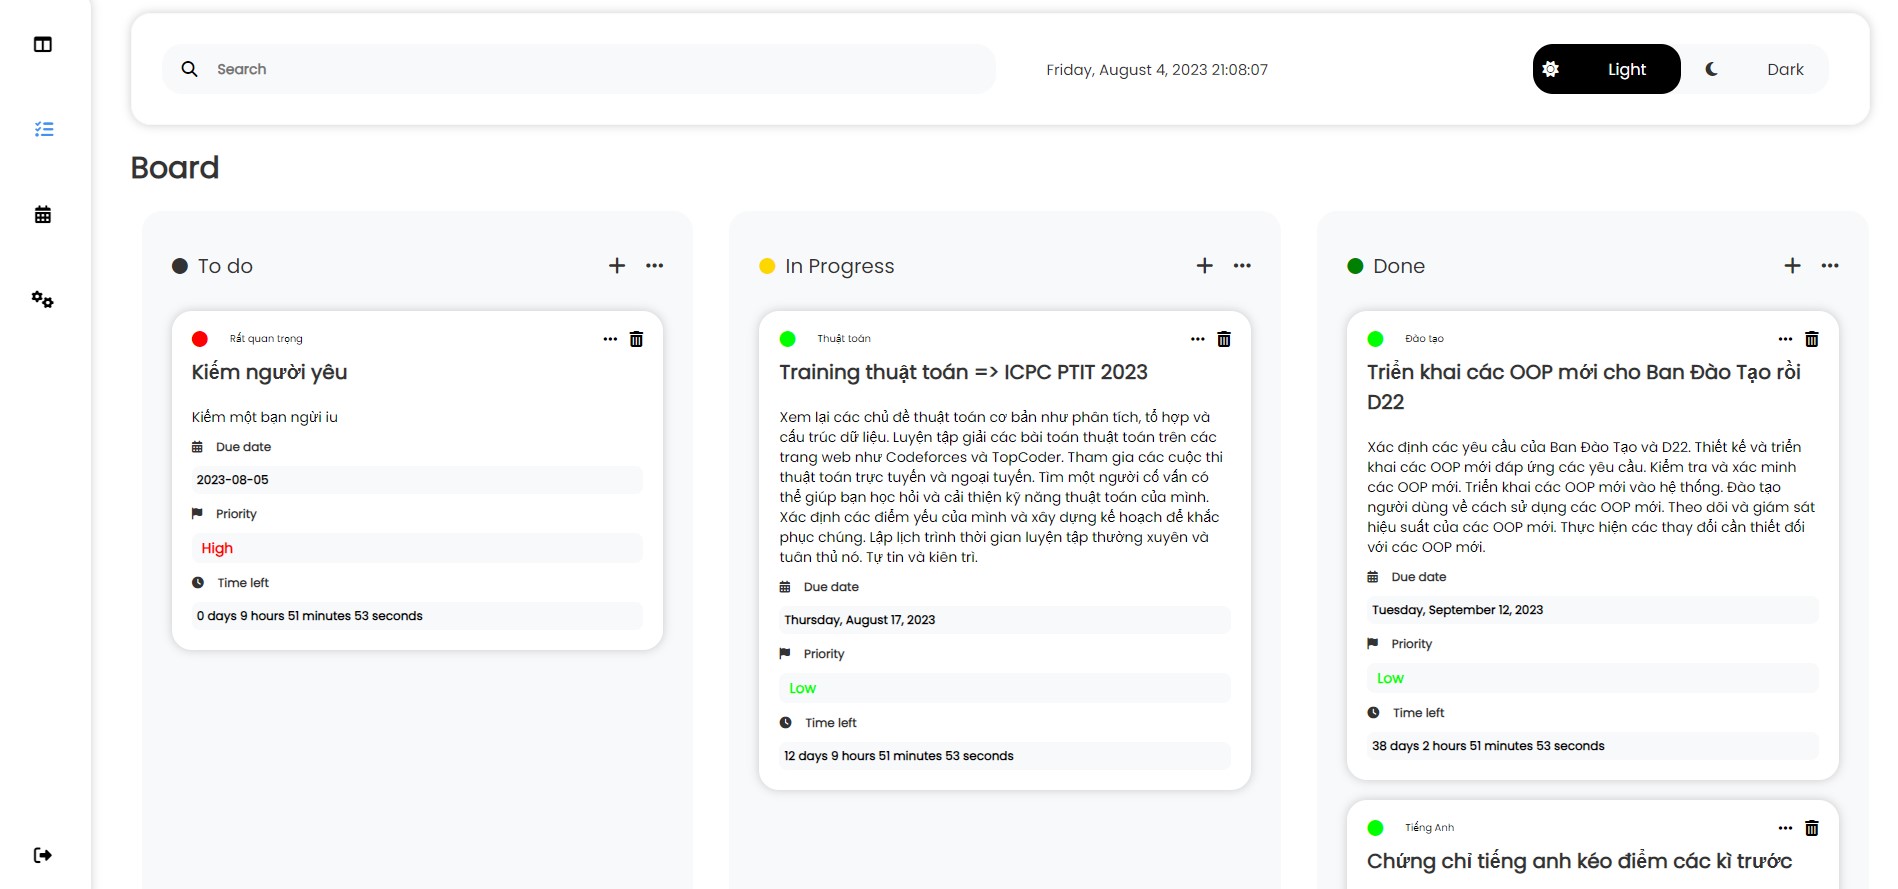 Search
Friday, August 4, 2023 21:08:07
Light
Dark
Board
To do
Rất quan trọng
Kiếm người yêu
Kiếm một bạn ngừi iu
Due date
2023-08-05
Priority
High
Time left
0 days 9 hours 51 minutes 53 seconds
In Progress
Thuật toán
Training thuật toán => ICPC PTIT 2023
Xem lại các chủ đề thuật toán cơ bản như phân tích, tổ hợp và
cấu trúc dữ liệu. Luyện tập giải các bài toán thuật toán trên các
trang web như Codeforces và TopCoder. Tham gia các cuộc thi
thuật toán trực tuyến và ngoại tuyến. Tìm một người cố vấn có
thể giúp bạn học hỏi và cải thiện kỹ năng thuật toán của mình.
Xác định các điểm yếu của mình và xây dựng kế hoạch để khắc
phục chúng. Lập lịch trình thời gian luyện tập thường xuyên và
tuân thủ nó. Tự tin và kiên trì.
Due date
Thursday, August 17, 2023
Priority
Low
Time left
12 days 9 hours 51 minutes 53 seconds
Done
Đào tạo
Triển khai các OOP mới cho Ban Đào Tạo rồi
D22
Xác định các yêu cầu của Ban Đào Tạo và D22. Thiết kế và triển
khai các OOP mới đáp ứng các yêu cầu. Kiểm tra và xác minh
các OOP mới. Triển khai các OOP mới vào hệ thống. Đào tạo
người dùng về cách sử dụng các OOP mới. Theo dõi và giám sát
hiệu suất của các OOP mới. Thực hiện các thay đổi cần thiết đối
với các OOP mới.
Due date
Tuesday, September 12, 2023
Priority
Low
Time left
38 days 2 hours 51 minutes 53 seconds
Tiếng Anh
Chứng chỉ tiếng anh kéo điểm các kì trước